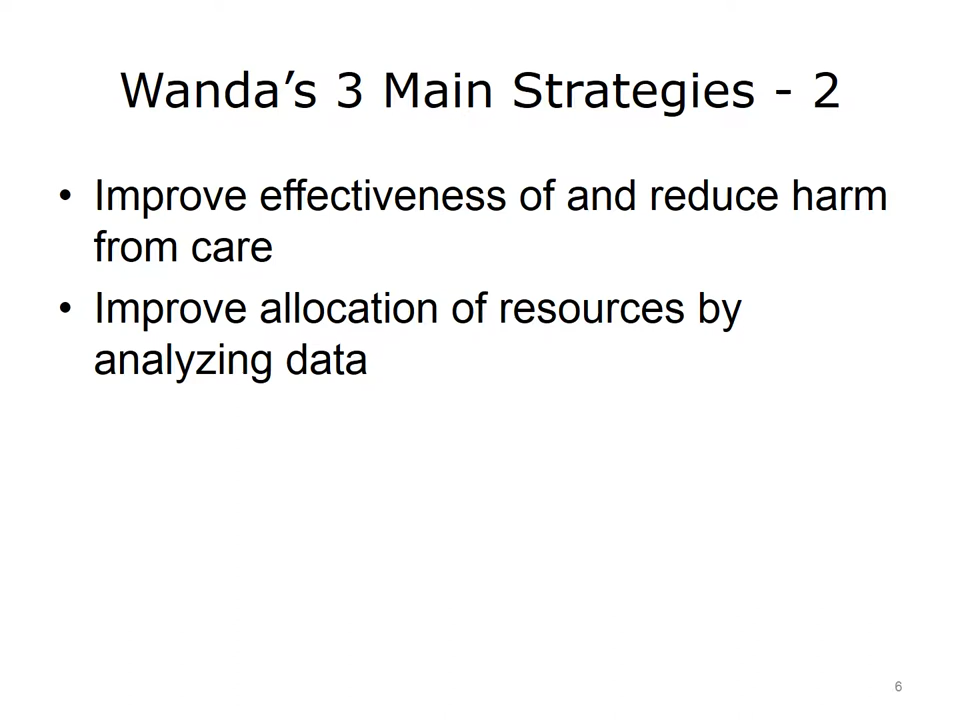 Wanda’s 3 Main Strategies - 2
• Improve effectiveness of and reduce harm
from care
• Improve allocation of resources by
analyzing data
6